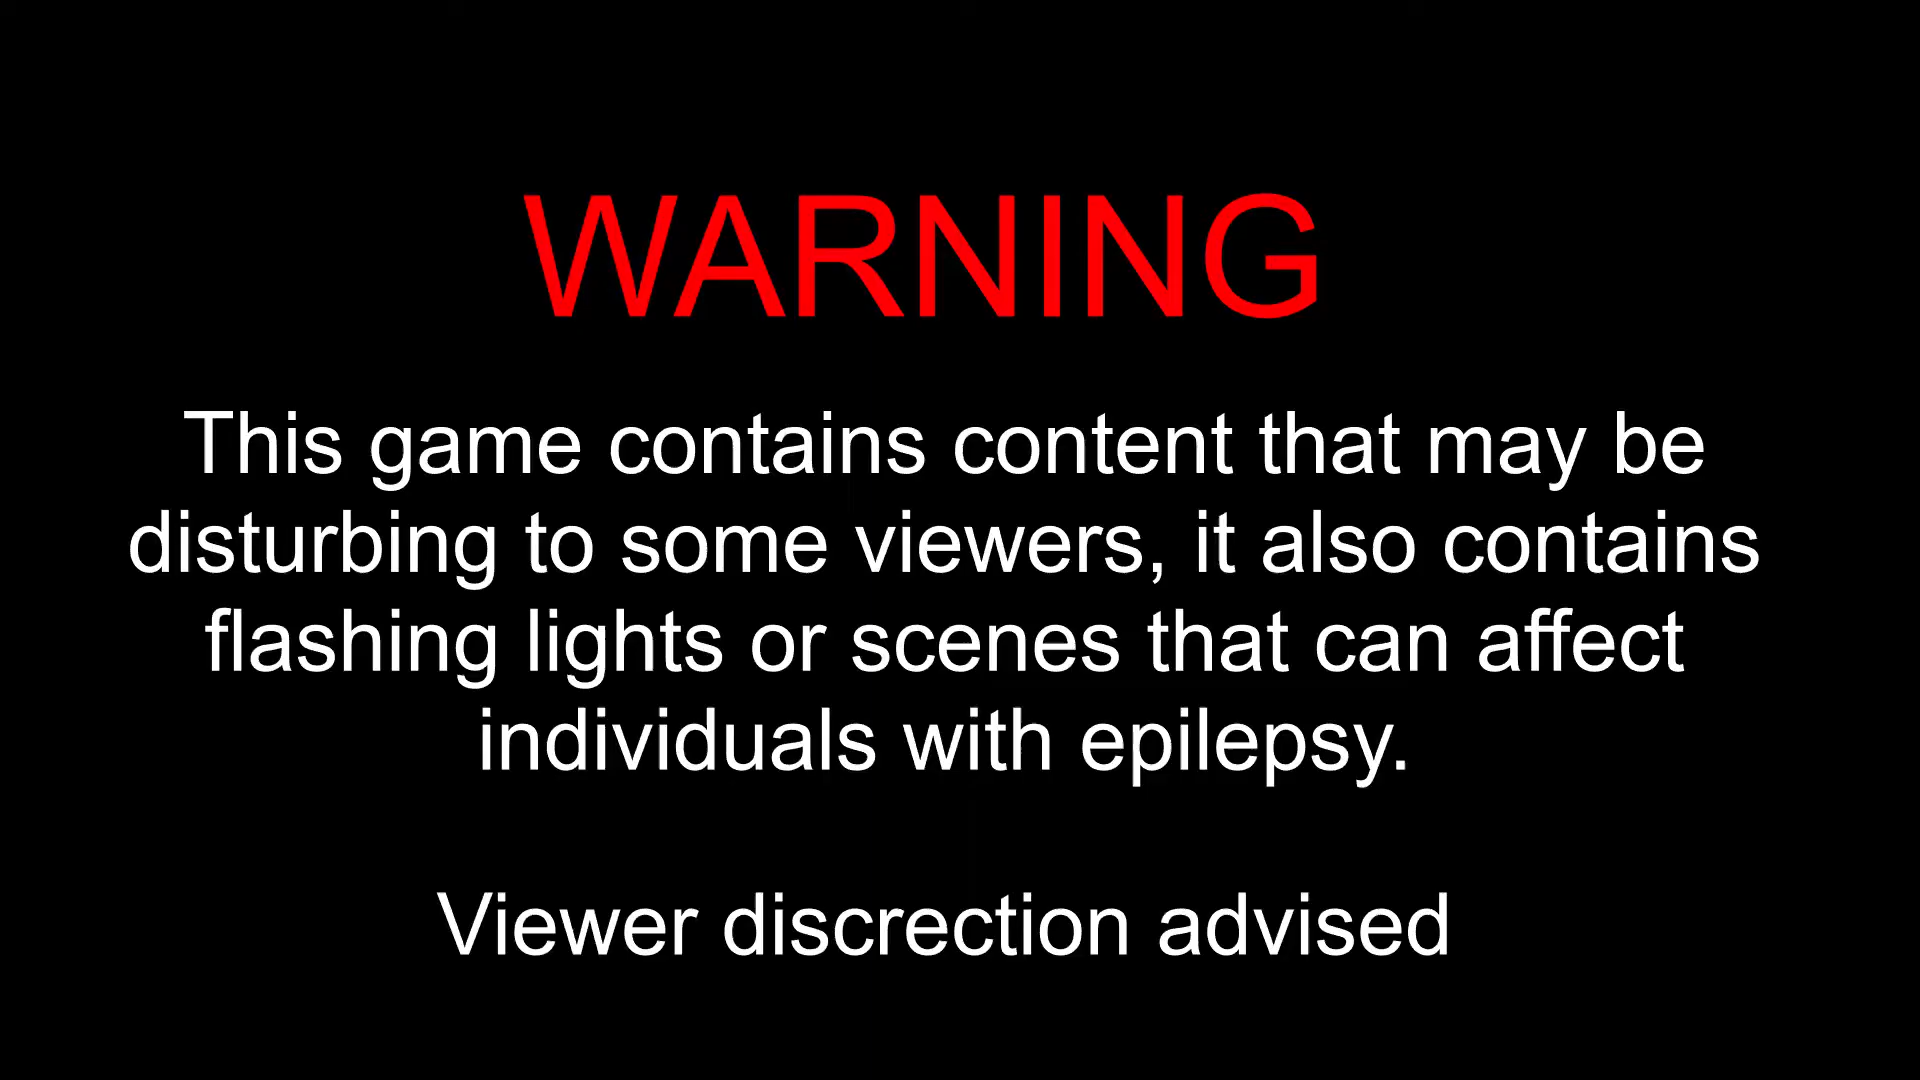 WARNING
This game contains content that may be
disturbing to some viewers, it also contains
flashing lights or scenes that can affect
individuals with epilepsy.
Viewer discrection advised